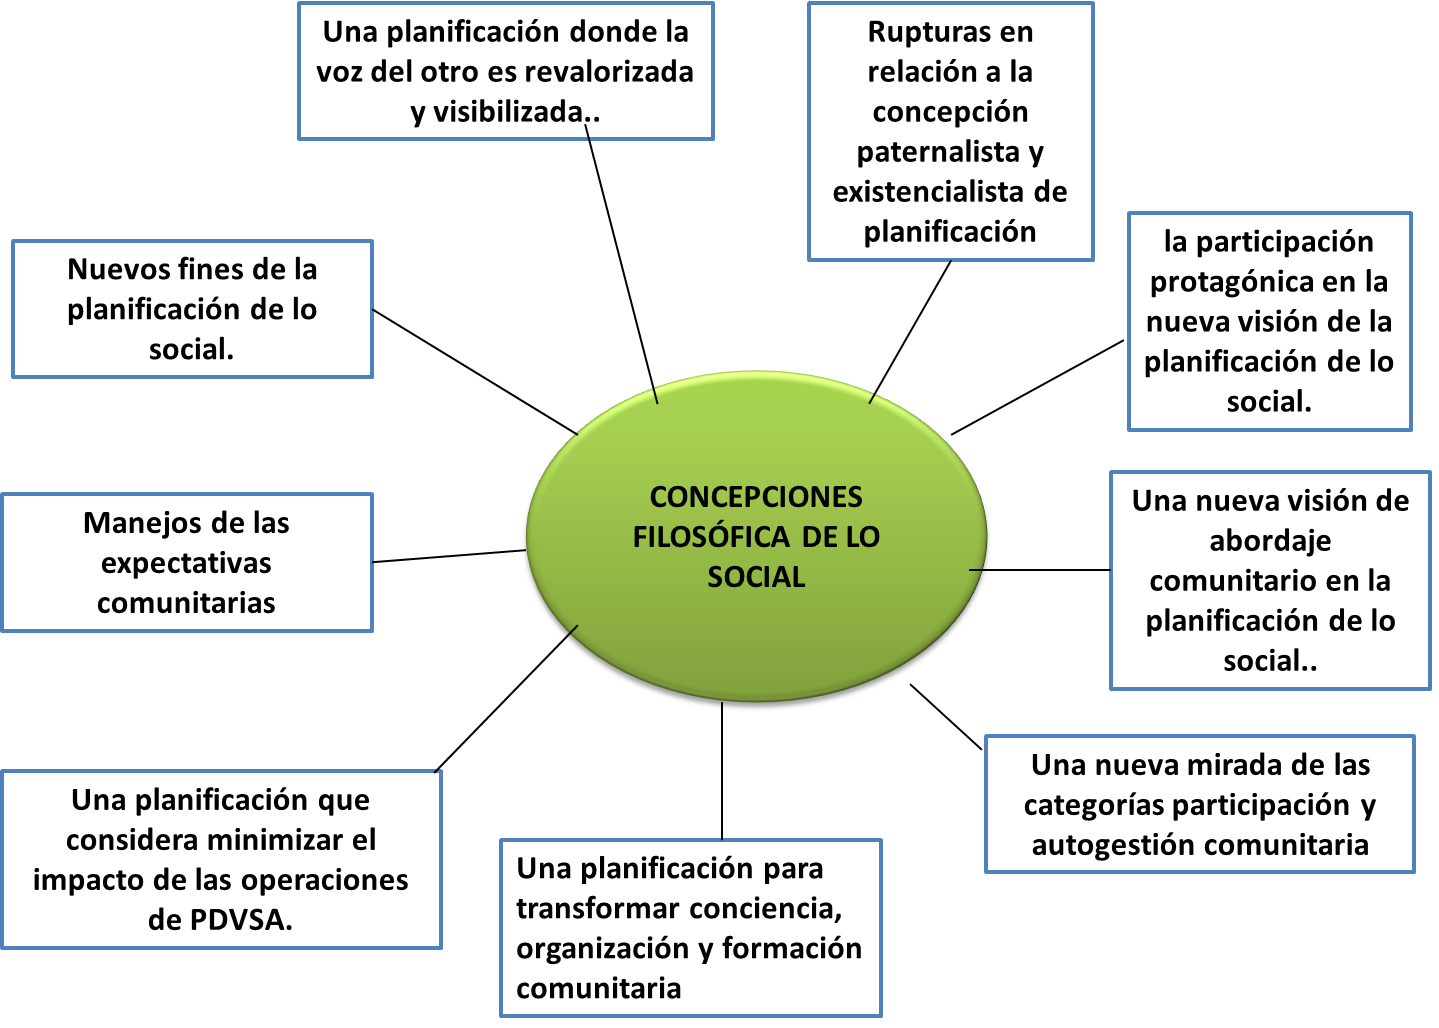 Una planificación donde la
voz del otro es revalorizada
y visibilizada..
Rupturas en
relación a la
concepción
paternalista y
existencialista de
planificación
la participación
protagónica en la
nueva visión de la
planificación de lo
social.
Nuevos fines de la
planificación de lo
social.
CONCEPCIONES
FILOSÓFICA DE LO
SOCIAL
Una nueva visión de
abordaje
comunitario en la
planificación de lo
social..
Manejos de las
expectativas
comunitarias
Una nueva mirada de las
categorías participación y
autogestión comunitaria
Una planificación que
considera minimizar el
impacto de las operaciones
de PDVSA.
Una planificación para
transformar conciencia,
organización y formación
comunitaria